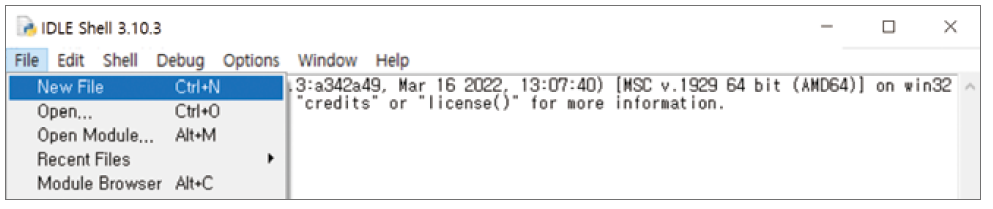 IDLE Shell 3.10.3
File Edit Shell Debug Options Window Help
New File Ctrl+N
.3:a342a49, Mar 16 2022, 13:07:40) [MSC v.1929 64 bit (AMD64)] on win32
"credits" or "license()" for more information.
Open... Ctrl+O
Open Module... Alt+M
Recent Files
Module Browser Alt+C